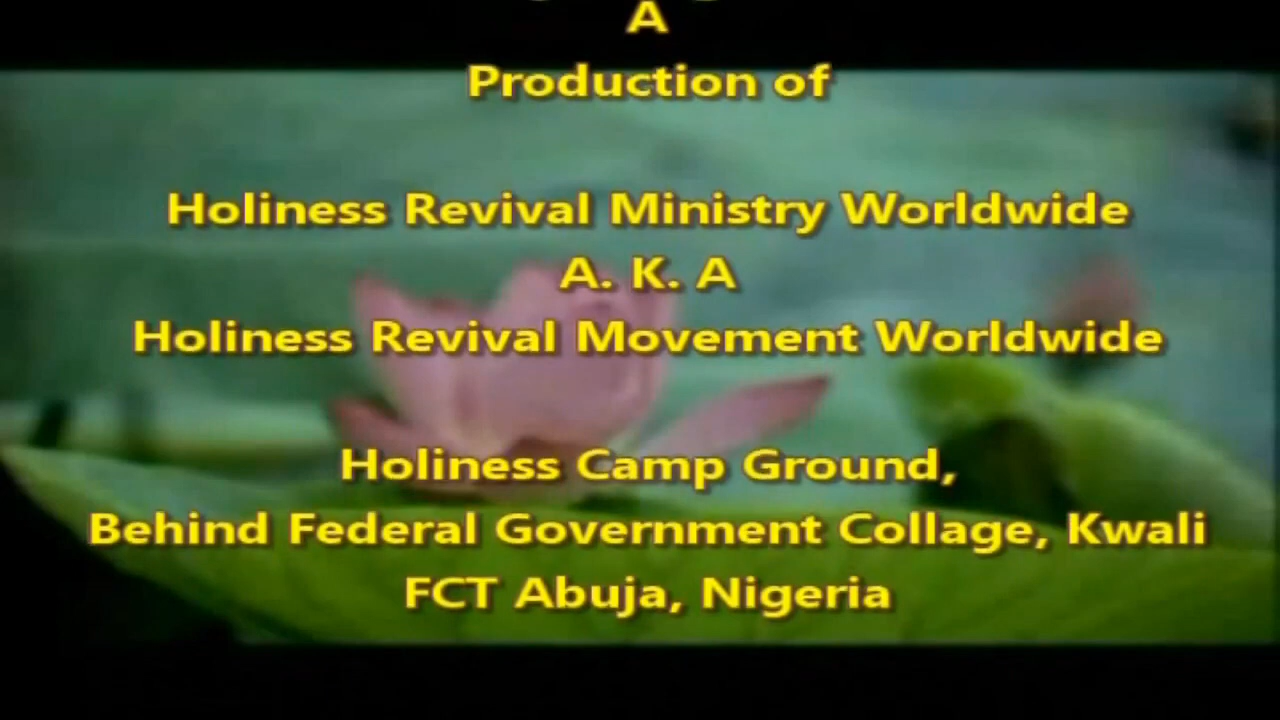 A
Production of
Holiness Revival Ministry Worldwide
A. K. A
Holiness Revival Movement Worldwide
Holiness Camp Ground,
Behind Federal Government Collage, Kwali
FCT Abuja, Nigeria